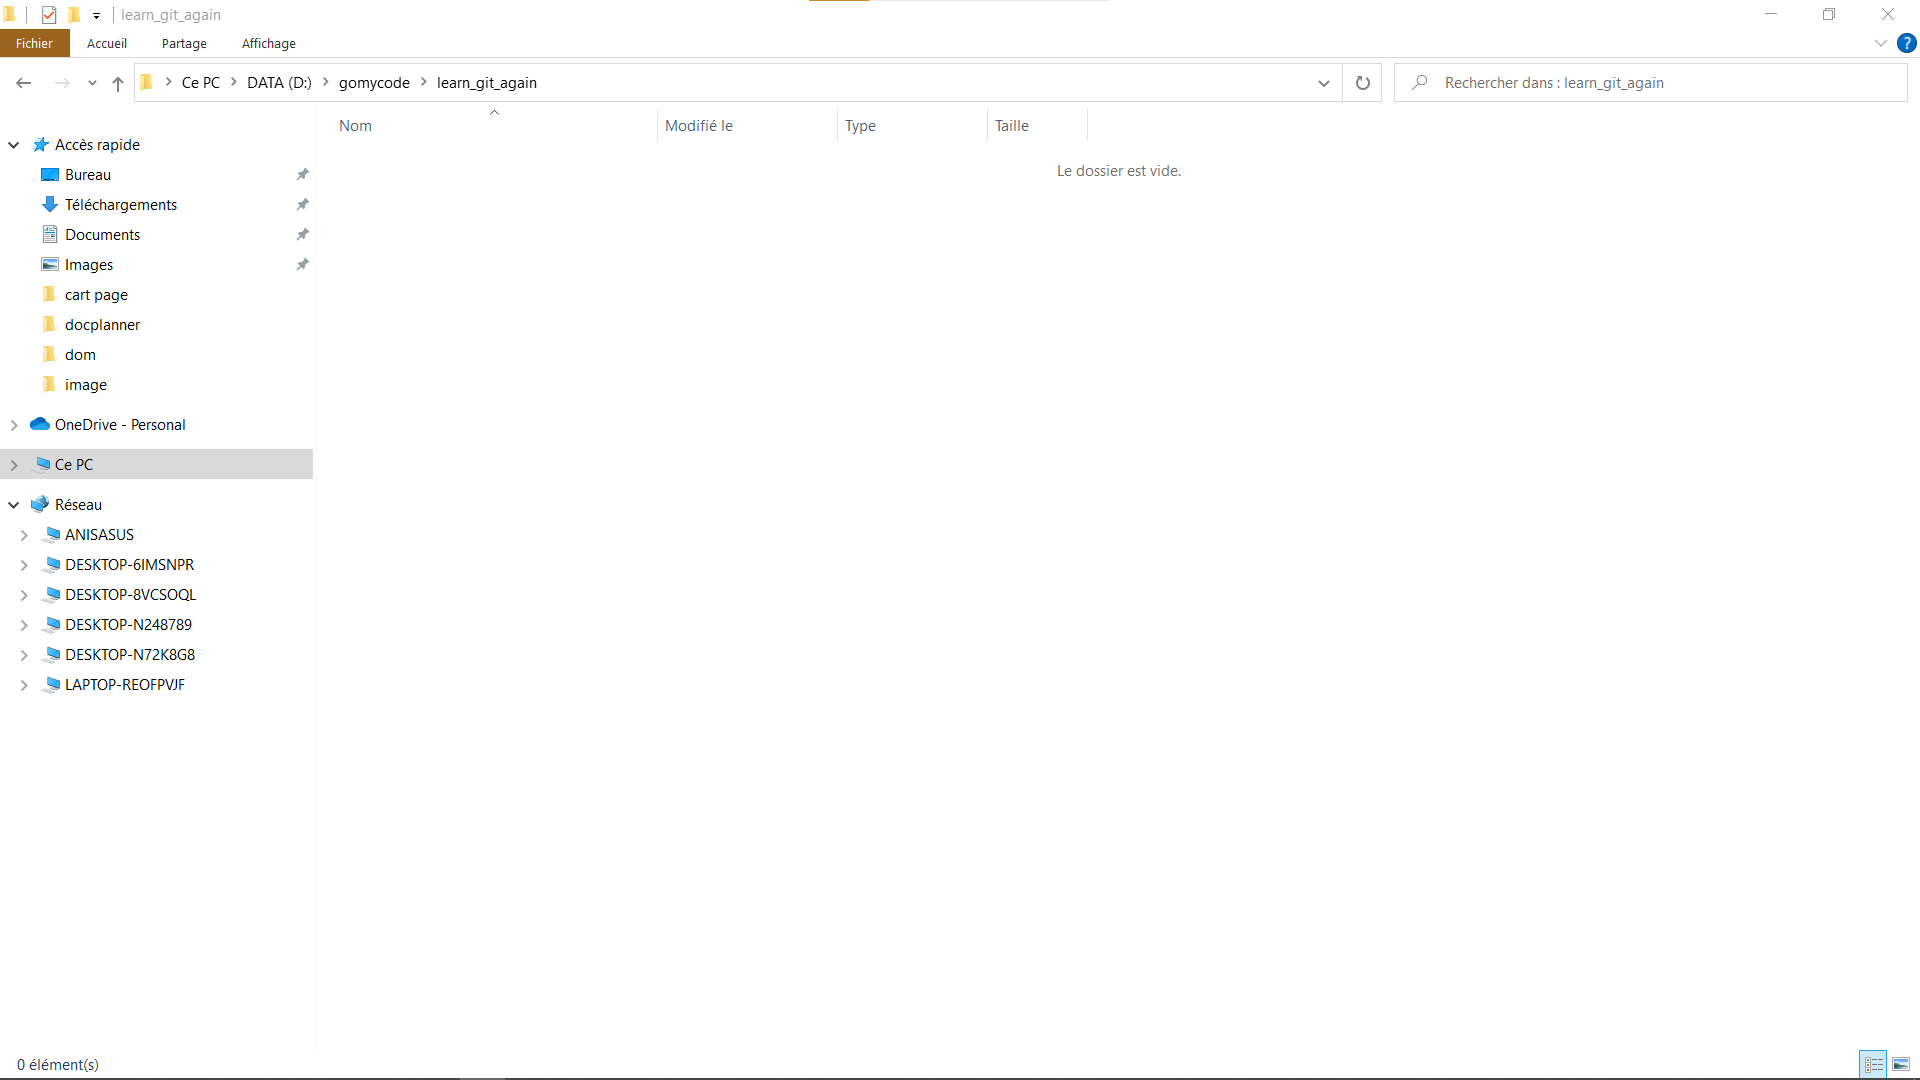 learn_git_again
Fichier Accueil Partage Affichage
Ce PC DATA (D:) gomycode learn_git_again
Rechercher dans : learn_git_again
Nom Modifié le Type Taille
Le dossier est vide.
Accès rapide
Bureau
Téléchargements
Documents
Images
cart page
docplanner
dom
image
OneDrive - Personal
Ce PC
Réseau
ANISASUS
DESKTOP-6IMSNPR
DESKTOP-8VCSOQL
DESKTOP-N248789
DESKTOP-N72K8G8
LAPTOP-REOFPVJF
0 élément(s)